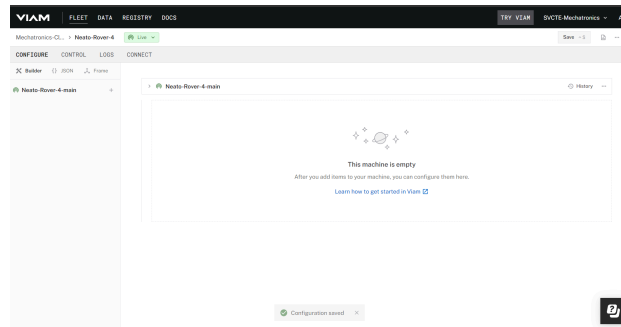 VIAM FLEET DATA REGISTRY DOCS TRY VIAM SVCTE-Mechatronics
Mechatronics-Cl... › Neato-Rover-4 Live Save
CONFIGURE CONTROL LOGS CONNECT
Builder {} JSON Frame
Neato-Rover-4-main +
Neato-Rover-4-main History ...
This machine is empty
After you add items to your machine, you can configure them here.
Learn how to get started in Viam
Configuration saved ×